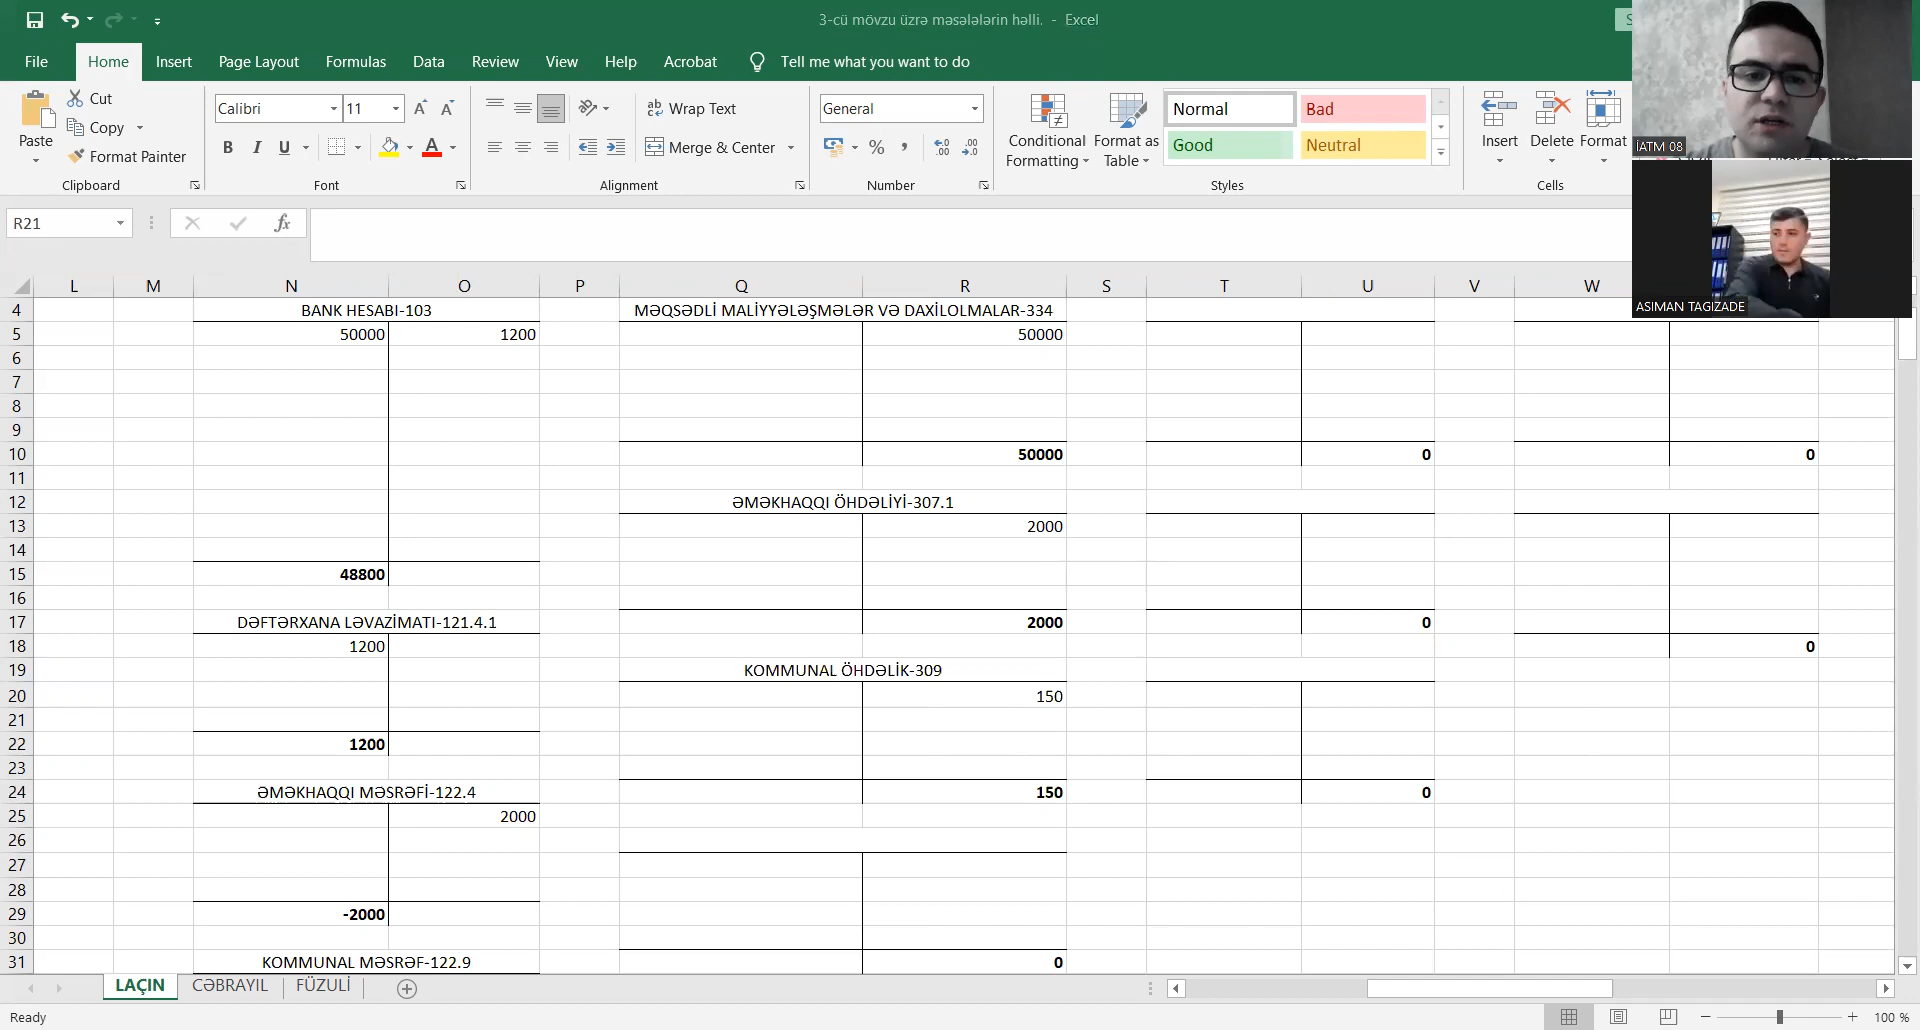 3-cü mövzu üzrə məsələlərin həlli. - Excel
File Home Insert Page Layout Formulas Data Review View Help Acrobat Tell me what you want to do
Paste
Cut
Copy
Format Painter
Clipboard
Calibri 11
B I U
Font
Wrap Text
Merge & Center
Alignment
General
Number
Conditional Formatting
Format as Table
Normal Bad
Good Neutral
Styles
Insert Delete Format
Cells
IATM 08
ASIMAN TAGIZADE
R21 fx
L M N O P Q R S T U V W
4 BANK HESABI-103 MƏQSƏDLİ MALİYYƏLƏŞMƏLƏR VƏ DAXİLOLMALAR-334
5 50000 1200 50000
6
7
8
9
10 50000 0 0
11
12 ƏMƏKHAQQI ÖHDƏLİYİ-307.1
13 2000
14
15 48800
16
17 DƏFTƏRXANA LƏVAZİMATI-121.4.1 2000 0
18 1200 0
19 KOMMUNAL ÖHDƏLİK-309
20 150
21
22 1200
23
24 ƏMƏKHAQQI MƏSRƏFİ-122.4 150 0
25 2000
26
27
28
29 -2000
30
31 KOMMUNAL MƏSRƏF-122.9 0
LAÇIN CƏBRAYIL FÜZULİ
Ready 100 %